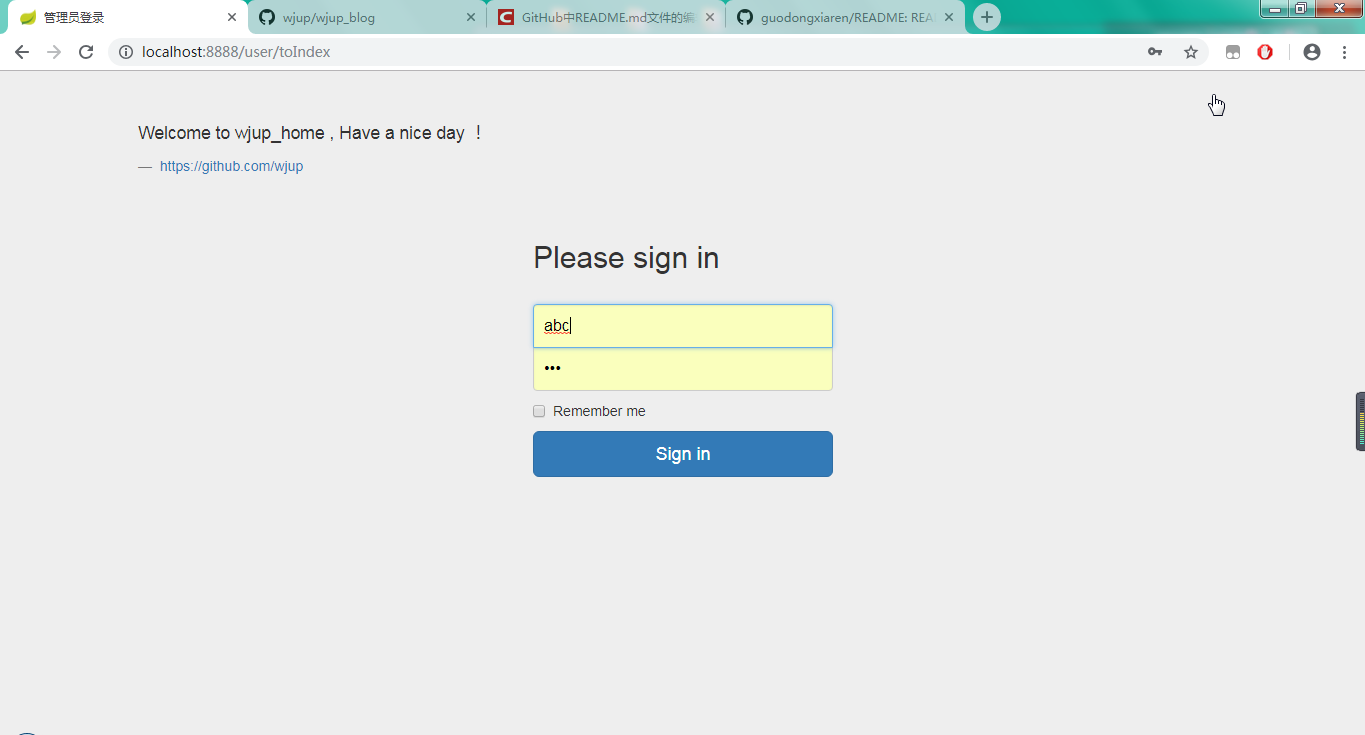 管理员登录
wjup/wjup_blog
GitHub中README.md文件的编
guodongxiaren/README: REA
localhost:8888/user/toIndex
Welcome to wjup_home , Have a nice day ！
— https://github.com/wjup
Please sign in
abc
•••
Remember me
Sign in